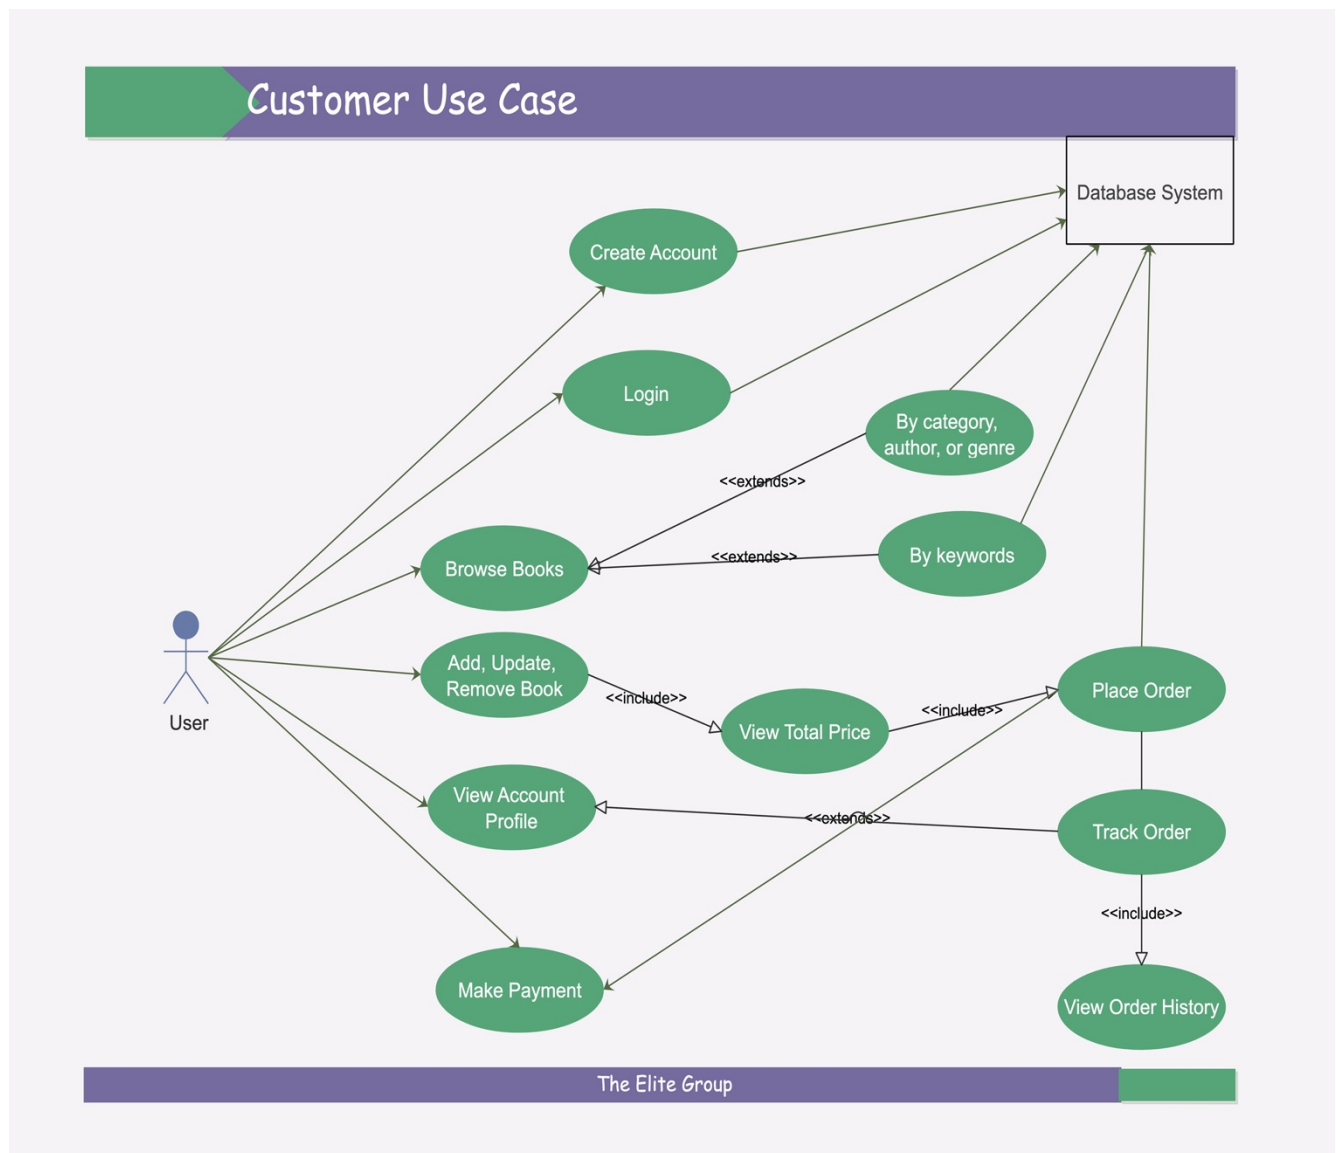 Customer Use Case
Database System
Create Account
Login
By category,
author, or genre
<<extends>>
<<extends>>
By keywords
Browse Books
Add, Update,
Remove Book
<<include>>
View Total Price
<<include>>
Place Order
User
View Account
Profile
<<extends>>
Track Order
<<include>>
Make Payment
View Order History
The Elite Group